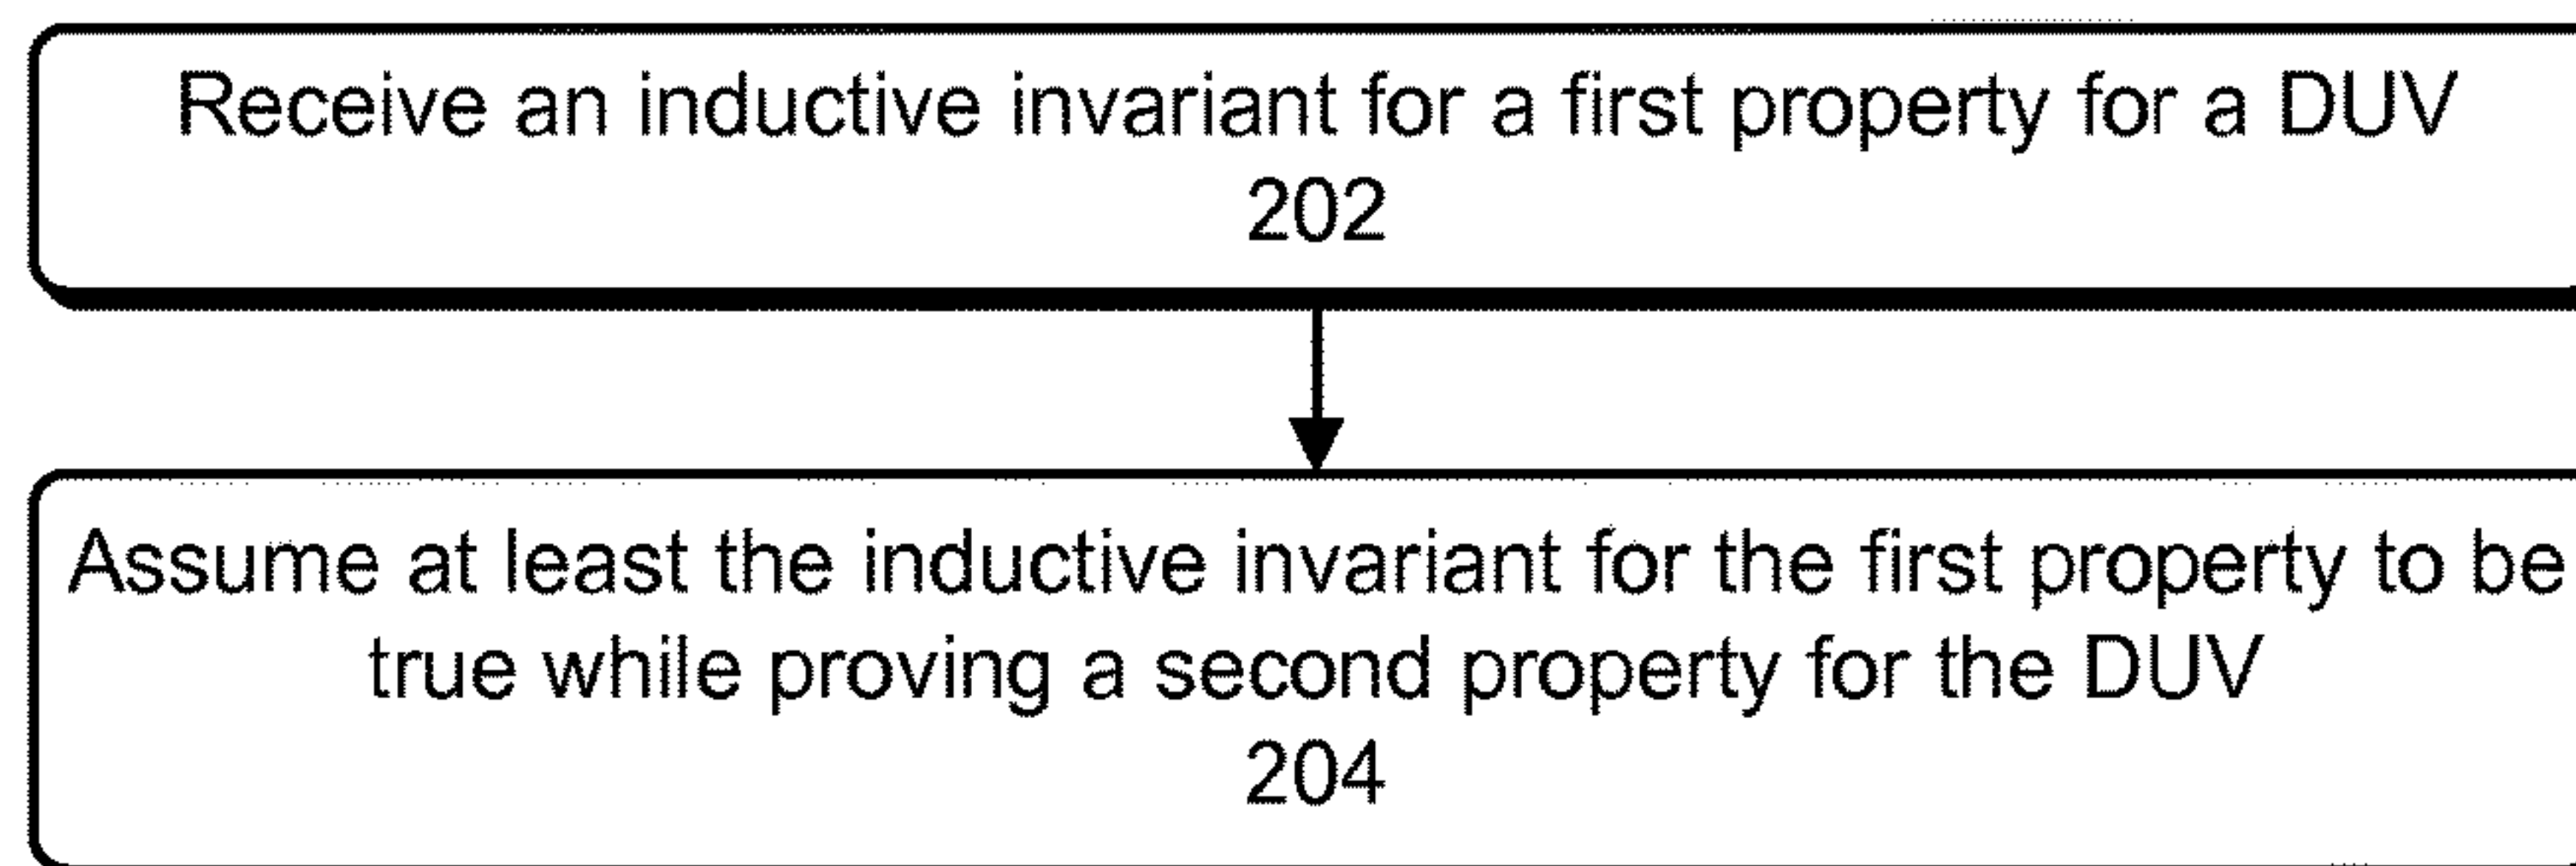 Receive an inductive invariant for a first property for a DUV
202
Assume at least the inductive invariant for the first property to be
true while proving a second property for the DUV
204